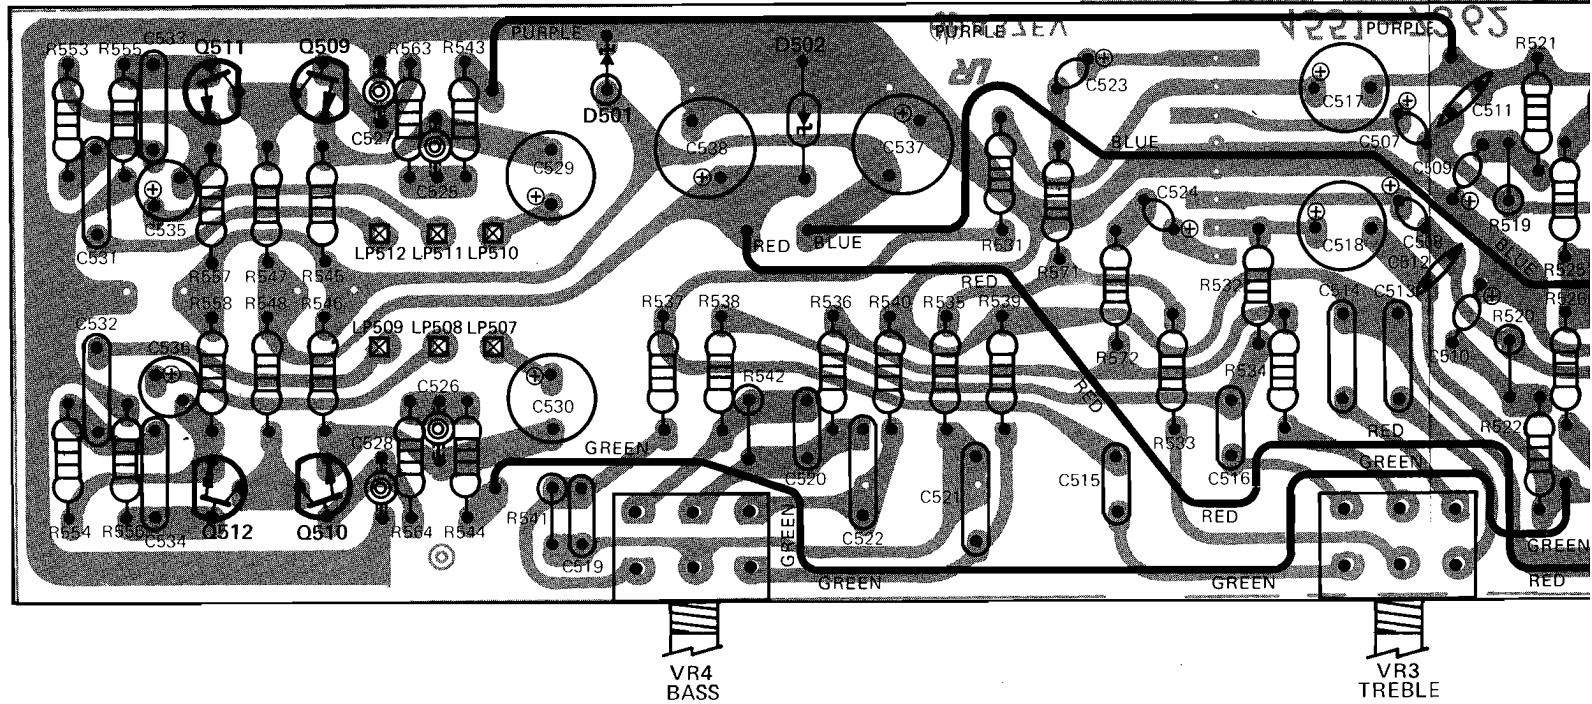 PURPLE
PURPLE
PURPLE
R553 R555 C533 Q511 Q509 R563 R543
D502
R521
C523
C517
C511
D501
C527
C538
C537
C507
BLUE
C529
C509
C525
C535
C524
R519
C531
LP512 LP511 LP510
RED
BLUE
R531
C518
C508
R557 R547 R545
R571
C512
BLUE
R525
RED
R558 R548 R546
R537 R538 R536 R540 R535 R539
R532
C514 C513
R526
C532
LP509 LP508 LP507
R520
C536
R572
C510
R542
R534
C526
RED
C530
R522
C528
GREEN
R533
RED
GREEN
C520
C516
C515
C521
R554 R556 C534 Q512 Q510 R564 R544
R541
GREEN
C522
RED
GREEN
C519
GREEN
GREEN
RED
VR4
BASS
VR3
TREBLE